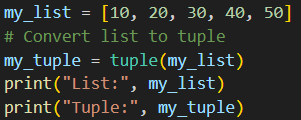 my_list = [10, 20, 30, 40, 50]
# Convert list to tuple
my_tuple = tuple(my_list)
print("List:", my_list)
print("Tuple:", my_tuple)